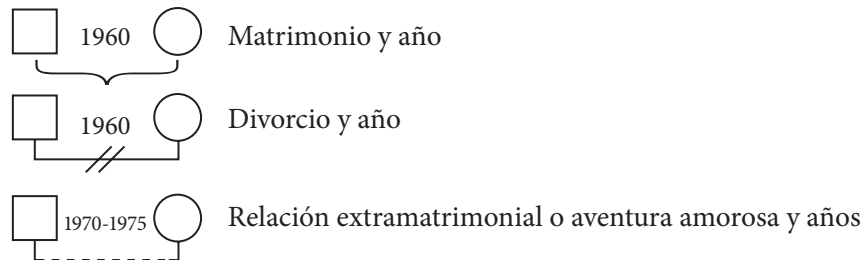 1960 Matrimonio y año
1960 Divorcio y año
1970-1975 Relación extramatrimonial o aventura amorosa y años